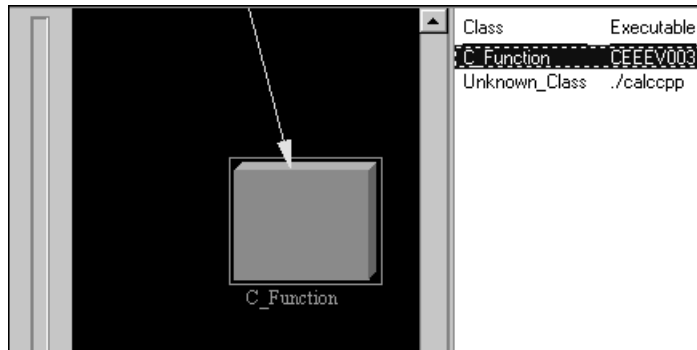 Class Executable
C_Function CEEEV003
Unknown_Class ./calccpp
C_Function